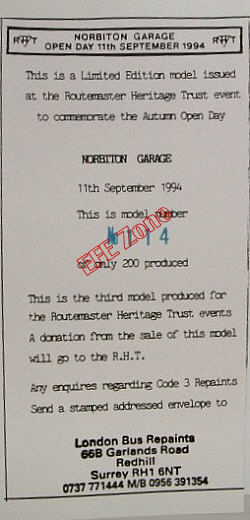 RHT NORBITON GARAGE RHT
OPEN DAY 11th SEPTEMBER 1994
This is a Limited Edition model issued
at the Routemaster Heritage Trust event
to commemorate the Autumn Open Day
NORBITON GARAGE
11th September 1994
This is model number
EFE Zone
of only 200 produced
This is the third model produced for
the Routemaster Heritage Trust events
A donation from the sale of this model
will go to the R.H.T.
Any enquires regarding Code 3 Repaints
Send a stamped addressed envelope to
London Bus Repaints
66B Garlands Road
Redhill
Surrey RH1 6NT
0737 771444 M/B 0956 391354